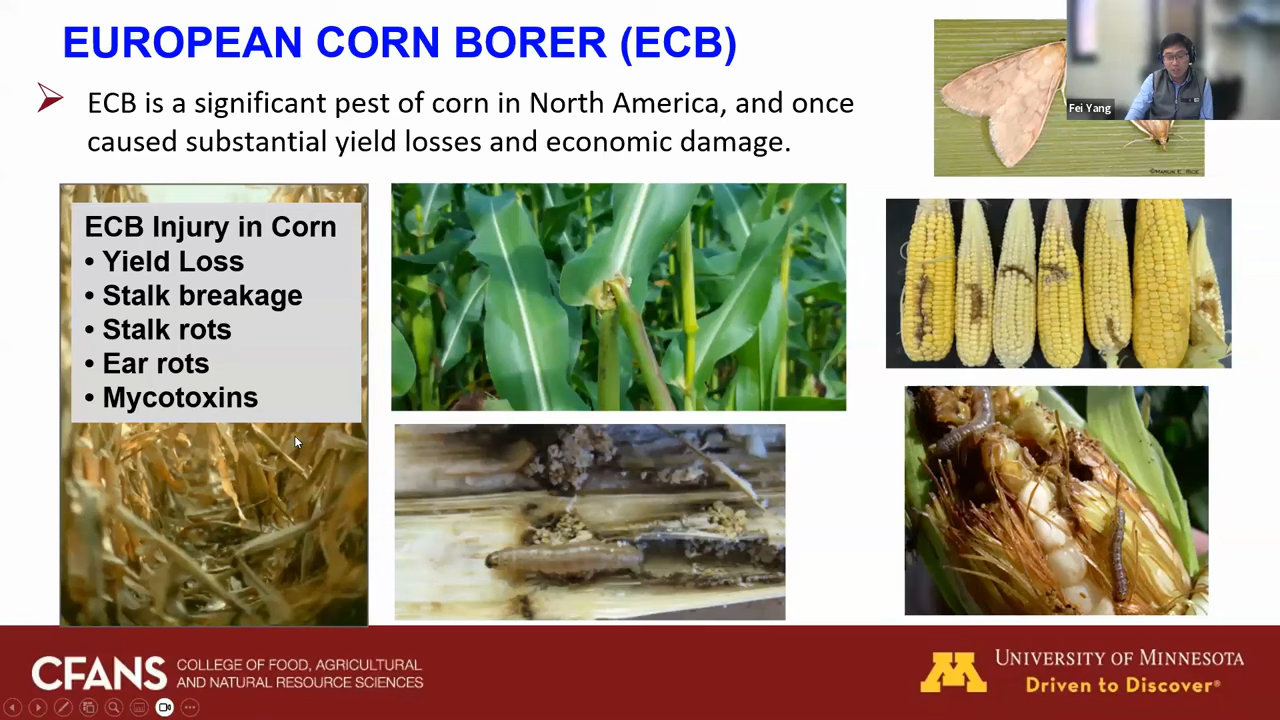 EUROPEAN CORN BORER (ECB)
ECB is a significant pest of corn in North America, and once
caused substantial yield losses and economic damage.
Fei Yang
©MARLIN E. RICE
ECB Injury in Corn
• Yield Loss
• Stalk breakage
• Stalk rots
• Ear rots
• Mycotoxins
CFANS
COLLEGE OF FOOD, AGRICULTURAL
AND NATURAL RESOURCE SCIENCES
M
UNIVERSITY OF MINNESOTA
Driven to Discover®